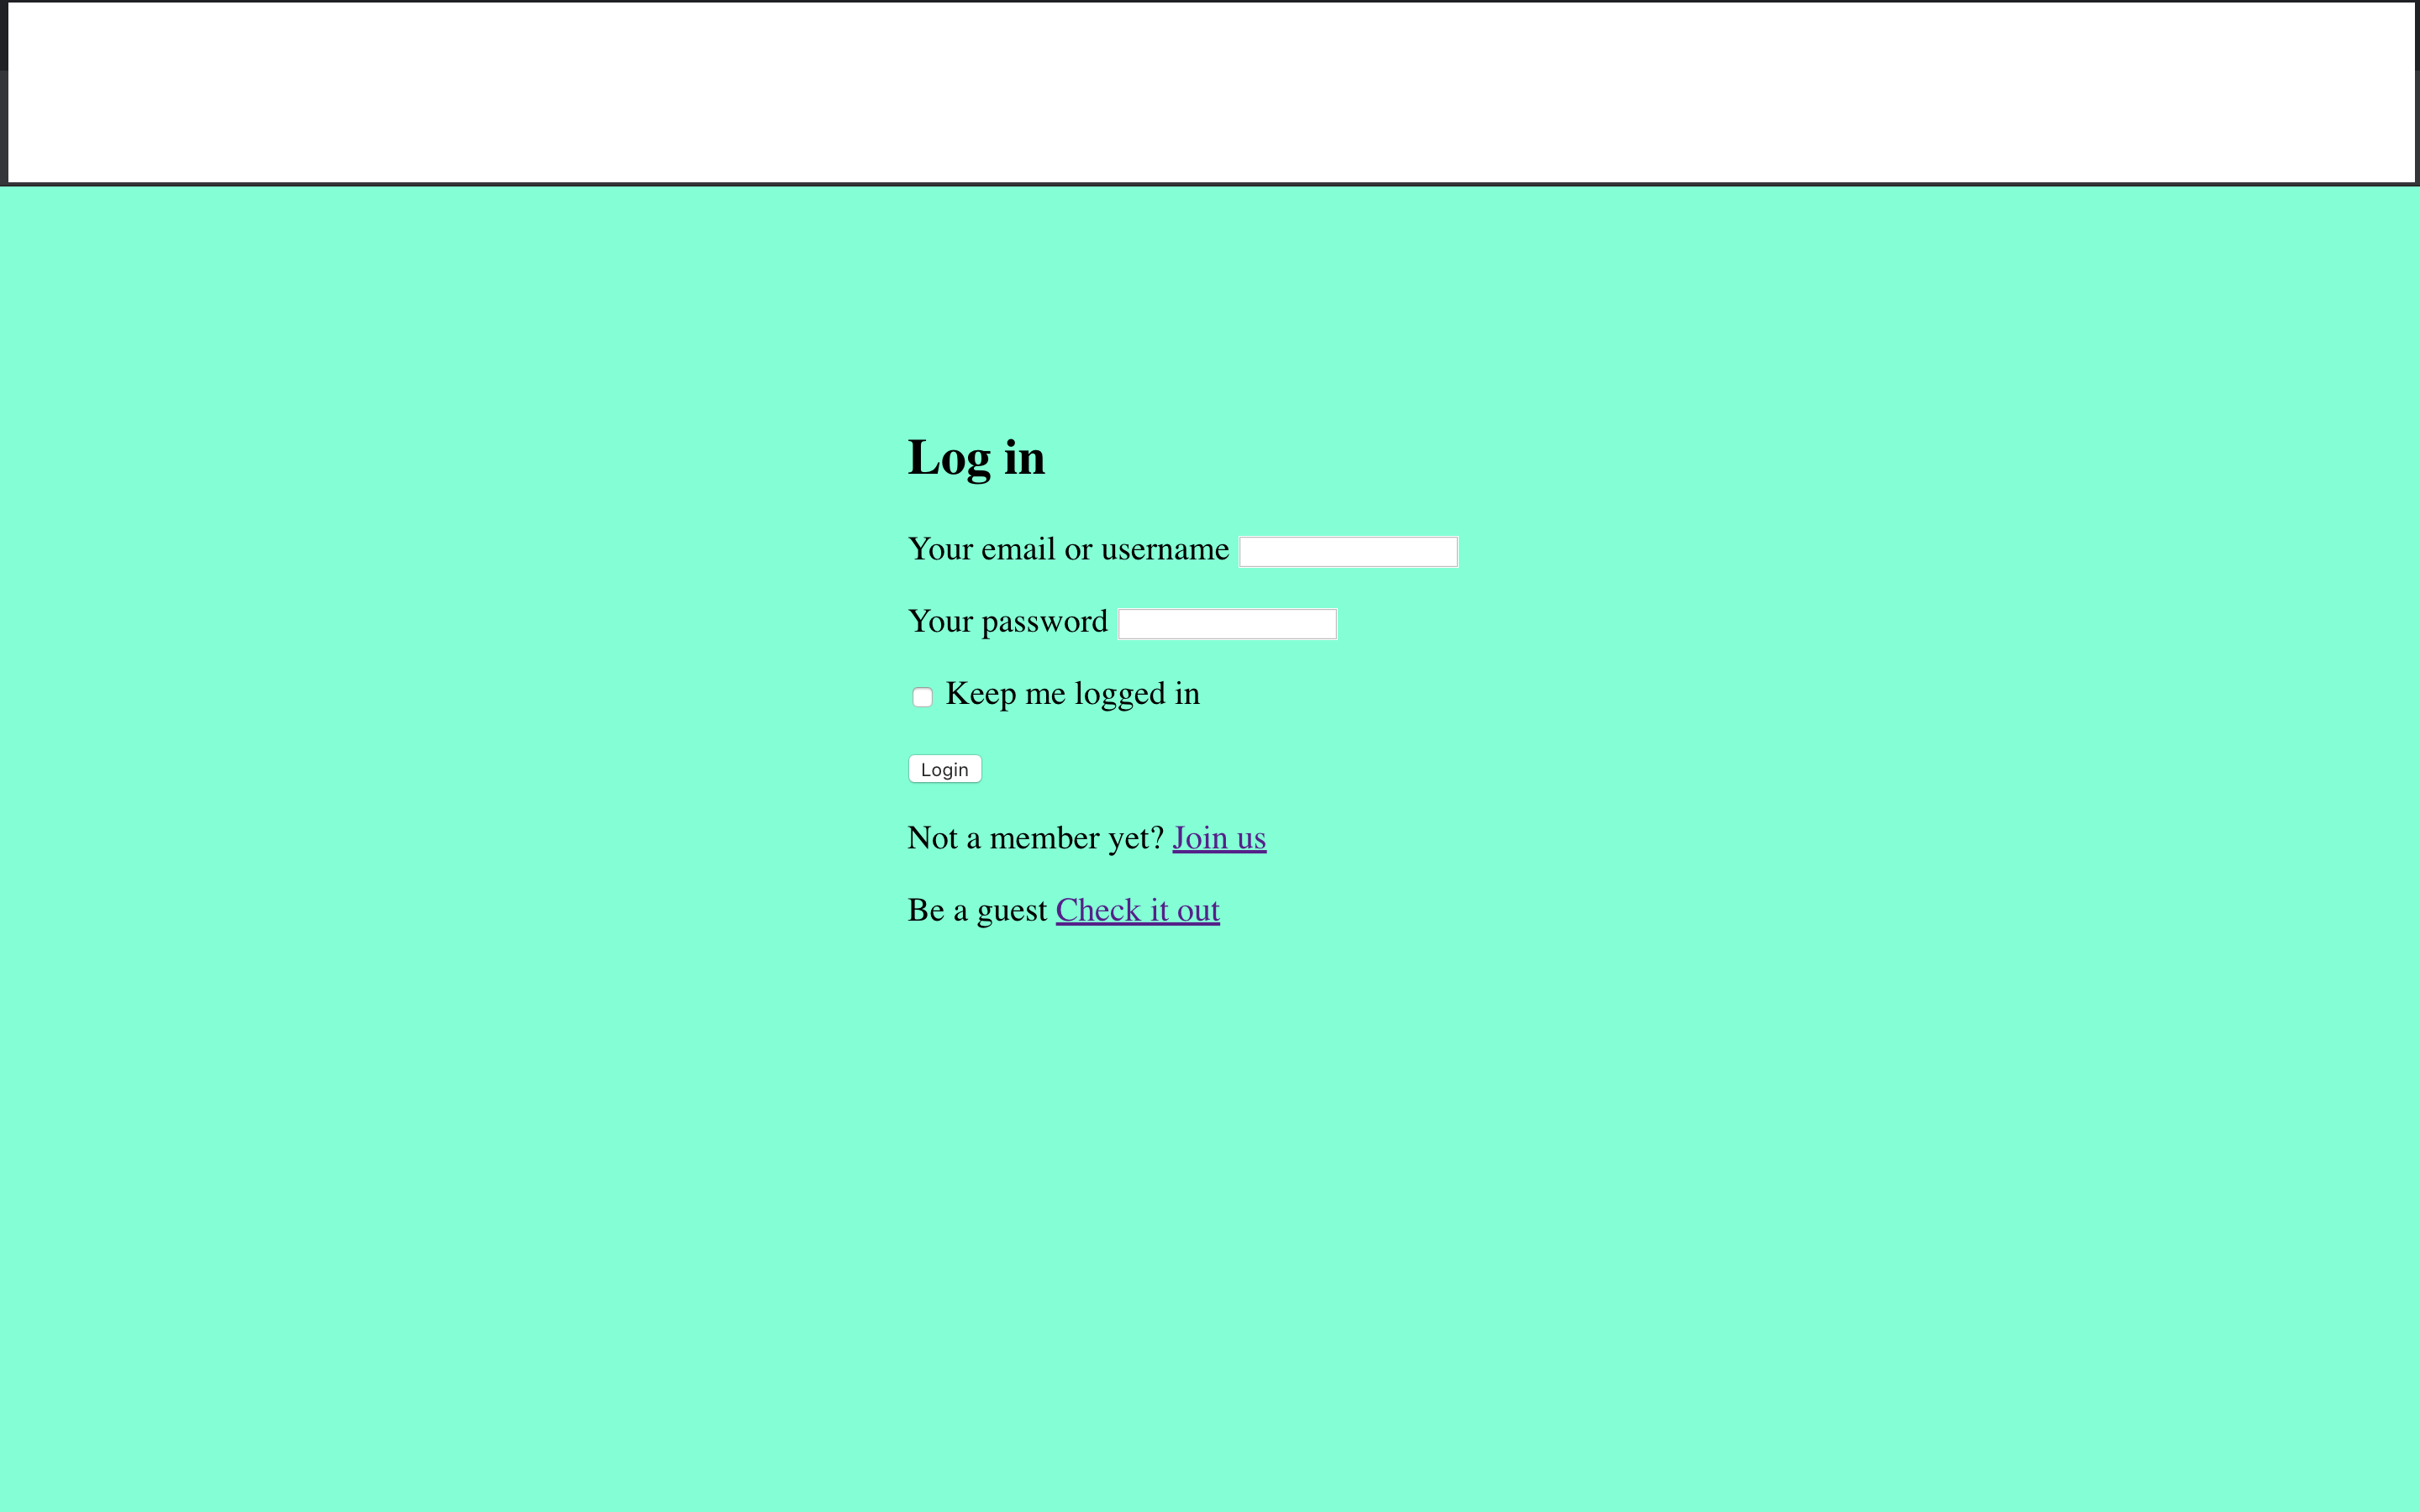 Log in
Your email or username
Your password
Keep me logged in
Login
Not a member yet? Join us
Be a guest Check it out